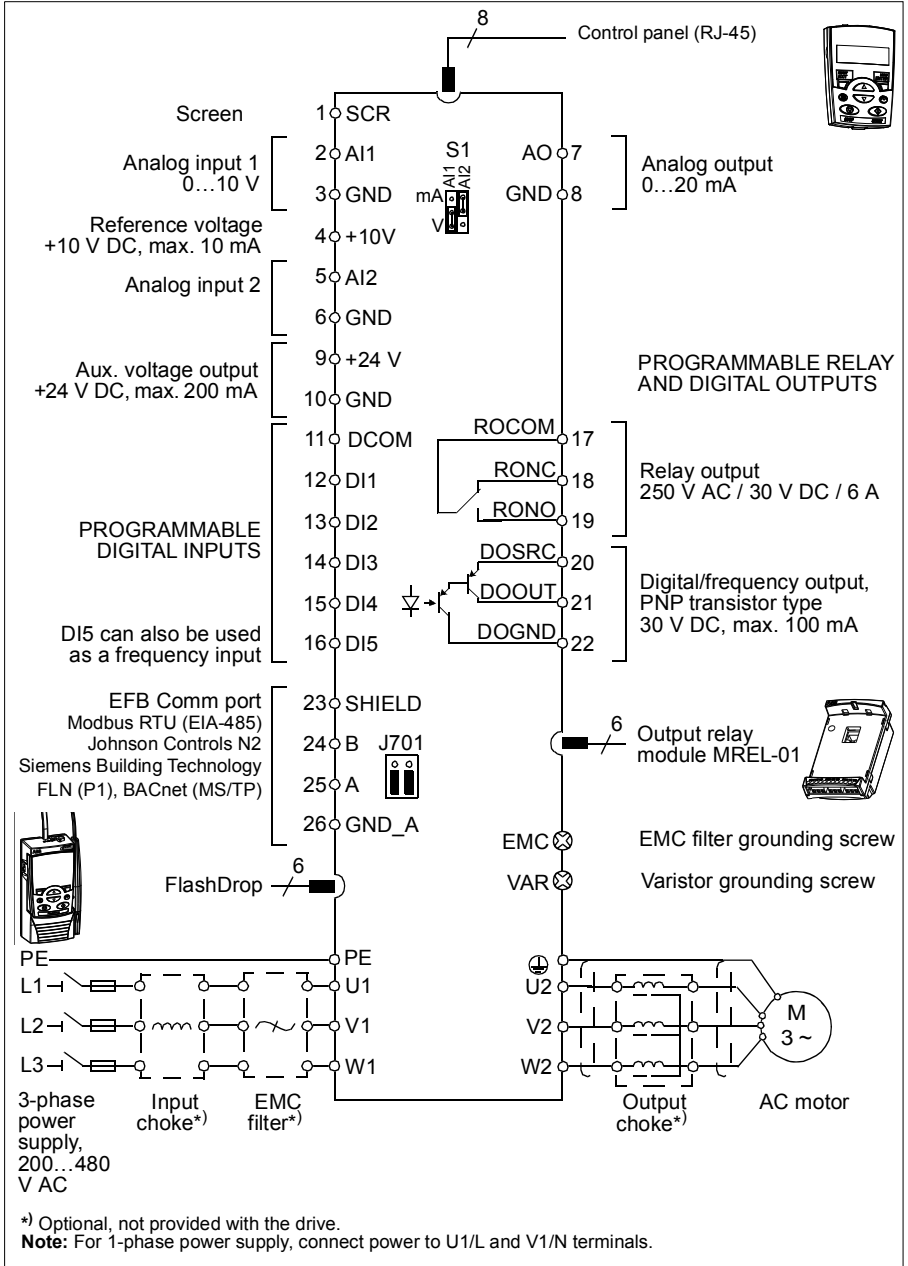 8
Control panel (RJ-45)
Screen
1 SCR
Analog input 1
0…10 V
2 AI1
3 GND
S1
AI1
AI2
mA
V
AO 7
GND 8
Analog output
0…20 mA
Reference voltage
+10 V DC, max. 10 mA
4 +10V
Analog input 2
5 AI2
6 GND
Aux. voltage output
+24 V DC, max. 200 mA
9 +24 V
10 GND
PROGRAMMABLE RELAY
AND DIGITAL OUTPUTS
PROGRAMMABLE
DIGITAL INPUTS
DI5 can also be used
as a frequency input
11 DCOM
12 DI1
13 DI2
14 DI3
15 DI4
16 DI5
ROCOM 17
RONC 18
RONO 19
Relay output
250 V AC / 30 V DC / 6 A
DOSRC 20
DOOUT 21
DOGND 22
Digital/frequency output,
PNP transistor type
30 V DC, max. 100 mA
EFB Comm port
Modbus RTU (EIA-485)
Johnson Controls N2
Siemens Building Technology
FLN (P1), BACnet (MS/TP)
23 SHIELD
24 B
25 A
26 GND_A
J701
6
Output relay
module MREL-01
EMC
EMC filter grounding screw
VAR
Varistor grounding screw
FlashDrop
6
PE
PE
L1
U1
U2
L2
V1
V2
L3
W1
W2
M
3 ~
3-phase
power
supply,
200…480
V AC
Input
choke*)
EMC
filter*)
Output
choke*)
AC motor
*) Optional, not provided with the drive.
Note: For 1-phase power supply, connect power to U1/L and V1/N terminals.